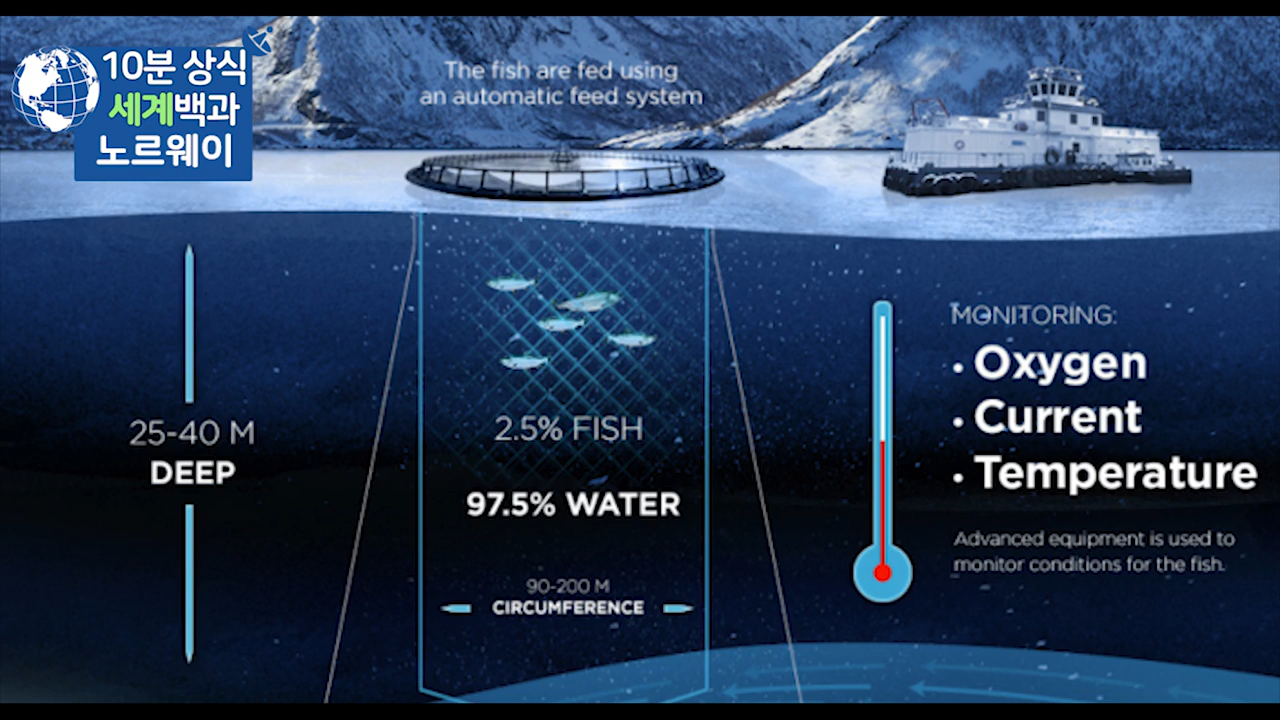 10분 상식
세계백과
노르웨이
The fish are fed using
an automatic feed system
25-40 M
DEEP
2.5% FISH
97.5% WATER
90-200 M
CIRCUMFERENCE
MONITORING:
• Oxygen
• Current
• Temperature
Advanced equipment is used to
monitor conditions for the fish.